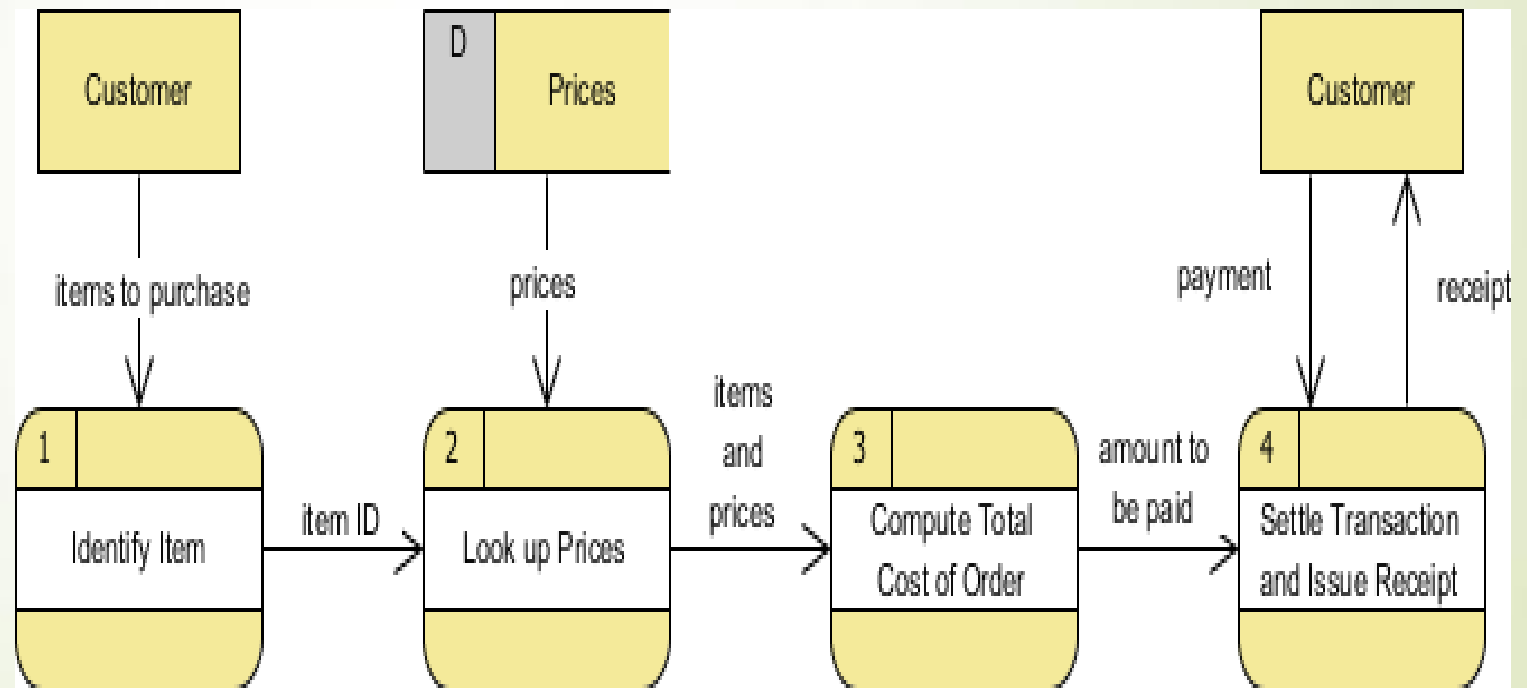 Customer
D
Prices
Customer
items to purchase
prices
payment
receipt
items
and
prices
amount to
be paid
1
2
3
4
Identify Item
item ID
Look up Prices
Compute Total
Cost of Order
Settle Transaction
and Issue Receipt